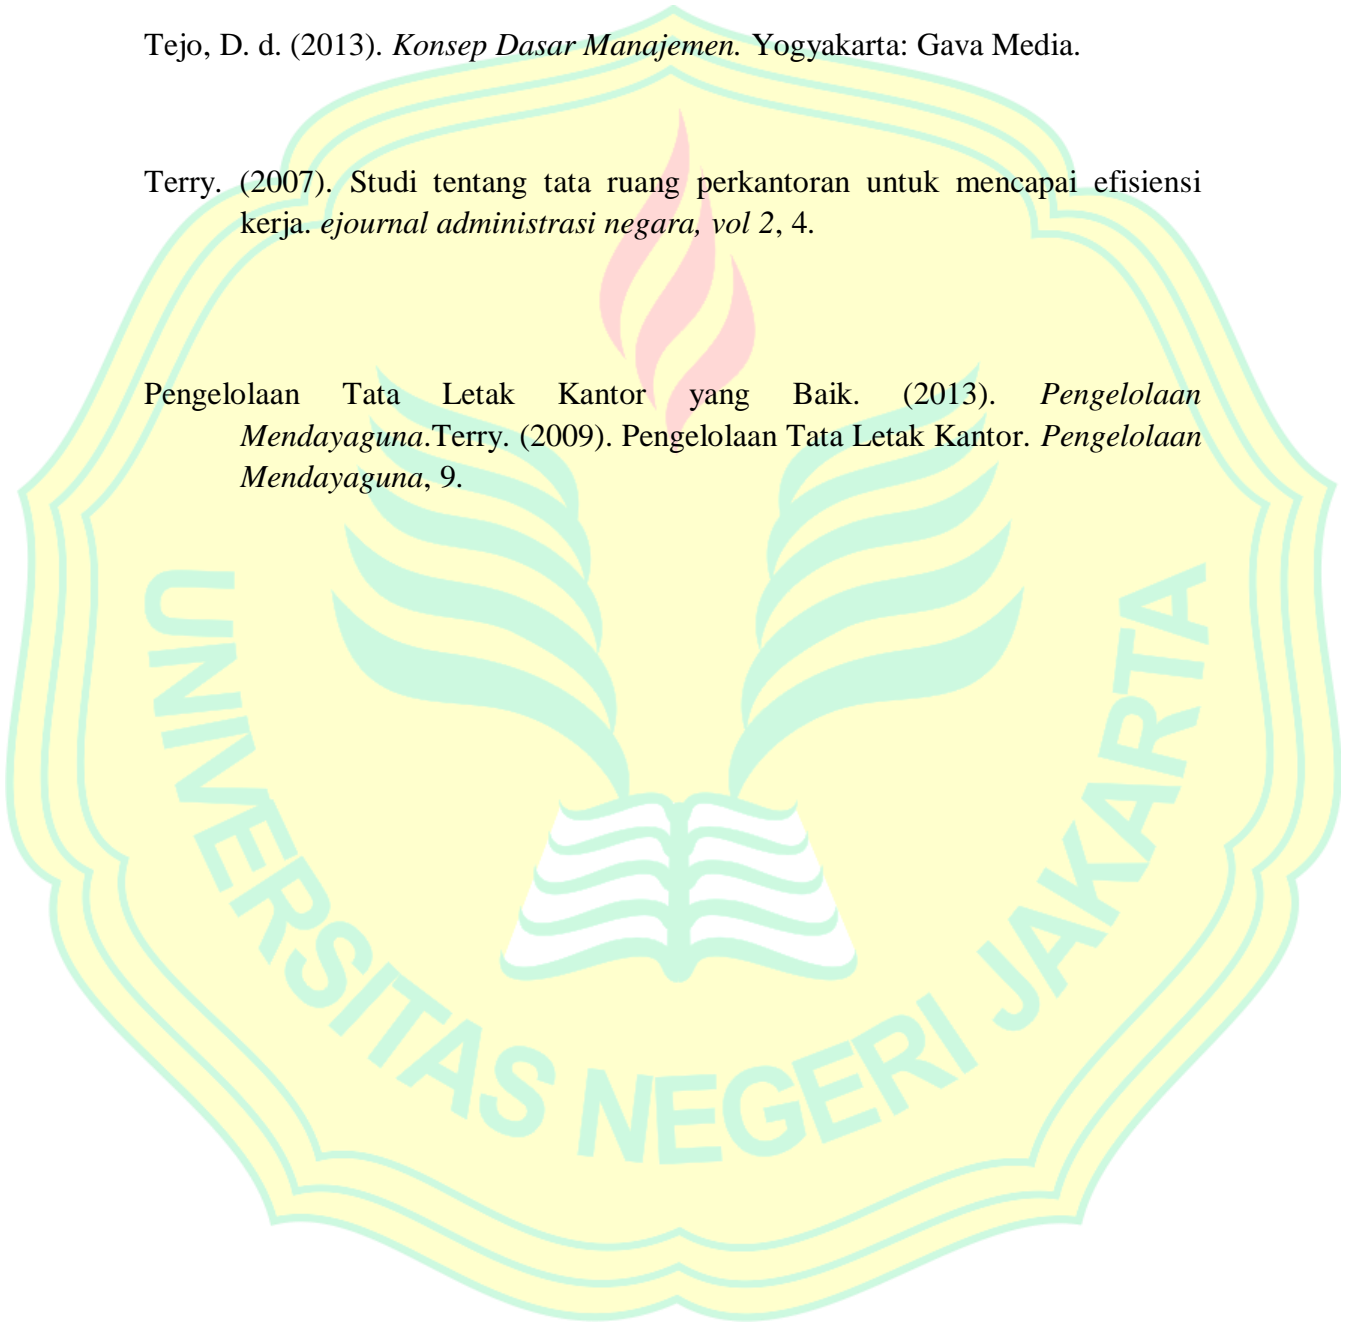 Tejo, D. d. (2013). Konsep Dasar Manajemen. Yogyakarta: Gava Media.
Terry. (2007). Studi tentang tata ruang perkantoran untuk mencapai efisiensi
kerja. ejournal administrasi negara, vol 2, 4.
Pengelolaan Tata Letak Kantor yang Baik. (2013). Pengelolaan
Mendayaguna.Terry. (2009). Pengelolaan Tata Letak Kantor. Pengelolaan
Mendayaguna, 9.
UNIVERSITAS NEGERI JAKARTA